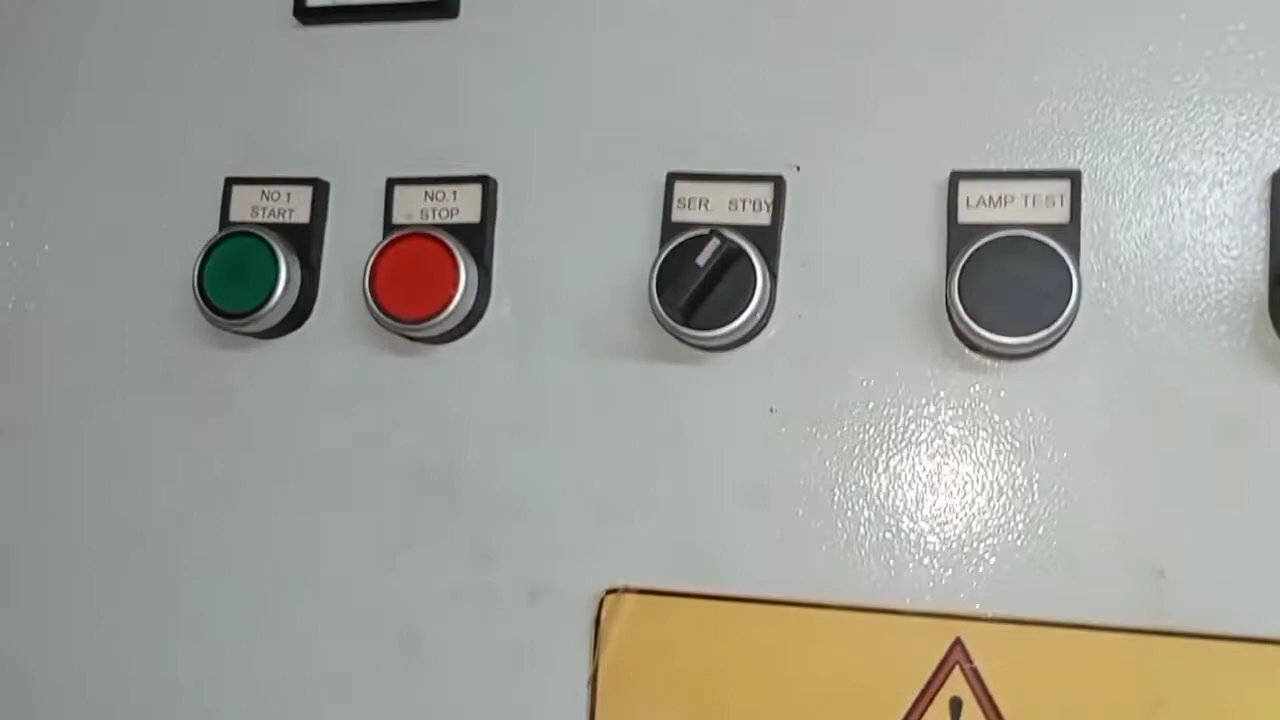 NO.1
START
NO.1
STOP
SER. ST'BY
LAMP TEST